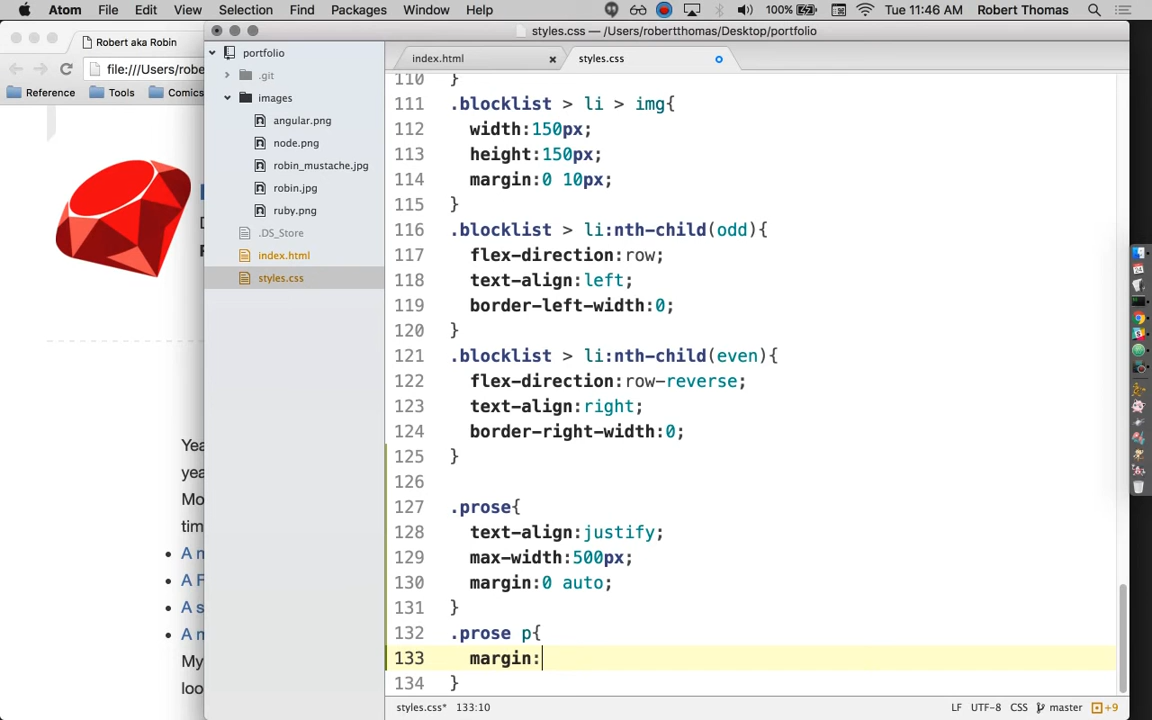 Atom File Edit View Selection Find Packages Window Help 100% Tue 11:46 AM Robert Thomas
Robert aka Robin
styles.css — /Users/robertthomas/Desktop/portfolio
file:///Users/robe
Reference Tools Comics
portfolio
.git
images
angular.png
node.png
robin_mustache.jpg
robin.jpg
ruby.png
.DS_Store
index.html
styles.css
index.html
styles.css
110 }
111 .blocklist > li > img{
112 width:150px;
113 height:150px;
114 margin:0 10px;
115 }
116 .blocklist > li:nth-child(odd){
117 flex-direction:row;
118 text-align:left;
119 border-left-width:0;
120 }
121 .blocklist > li:nth-child(even){
122 flex-direction:row-reverse;
123 text-align:right;
124 border-right-width:0;
125 }
126
127 .prose{
128 text-align:justify;
129 max-width:500px;
130 margin:0 auto;
131 }
132 .prose p{
133 margin:
134 }
Yea
yea
Mo
tim
A n
A F
A s
A n
My
loo
styles.css* 133:10 LF UTF-8 CSS master +9